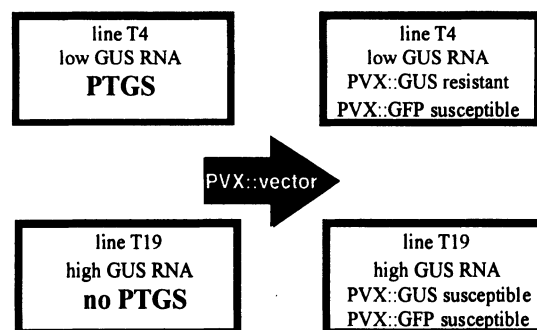 line T4
low GUS RNA
PTGS
line T4
low GUS RNA
PVX::GUS resistant
PVX::GFP susceptible
PVX::vector
line T19
high GUS RNA
no PTGS
line T19
high GUS RNA
PVX::GUS susceptible
PVX::GFP susceptible